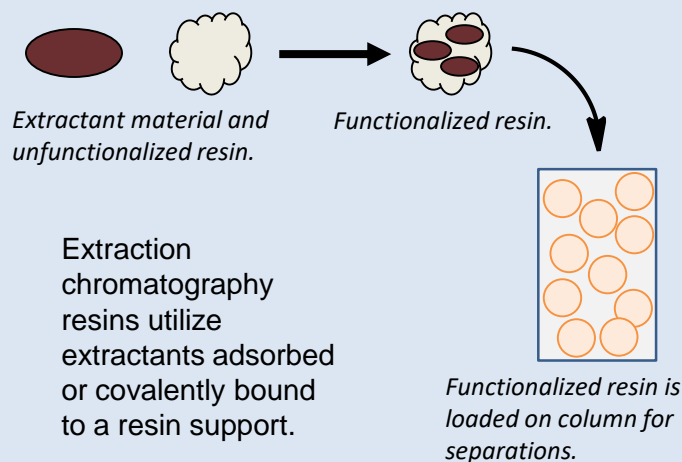 Extractant material and
unfunctionalized resin.
Functionalized resin.
Extraction
chromatography
resins utilize
extractants adsorbed
or covalently bound
to a resin support.
Functionalized resin is
loaded on column for
separations.